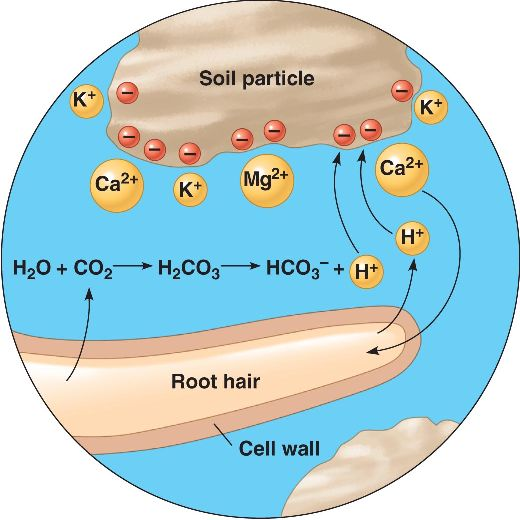 Soil particle
K⁺
−
−
K⁺
−
−
−
−
−
−
−
Ca²⁺
K⁺
Mg²⁺
Ca²⁺
H⁺
H₂O + CO₂ → H₂CO₃ → HCO₃⁻ + H⁺
Root hair
Cell wall